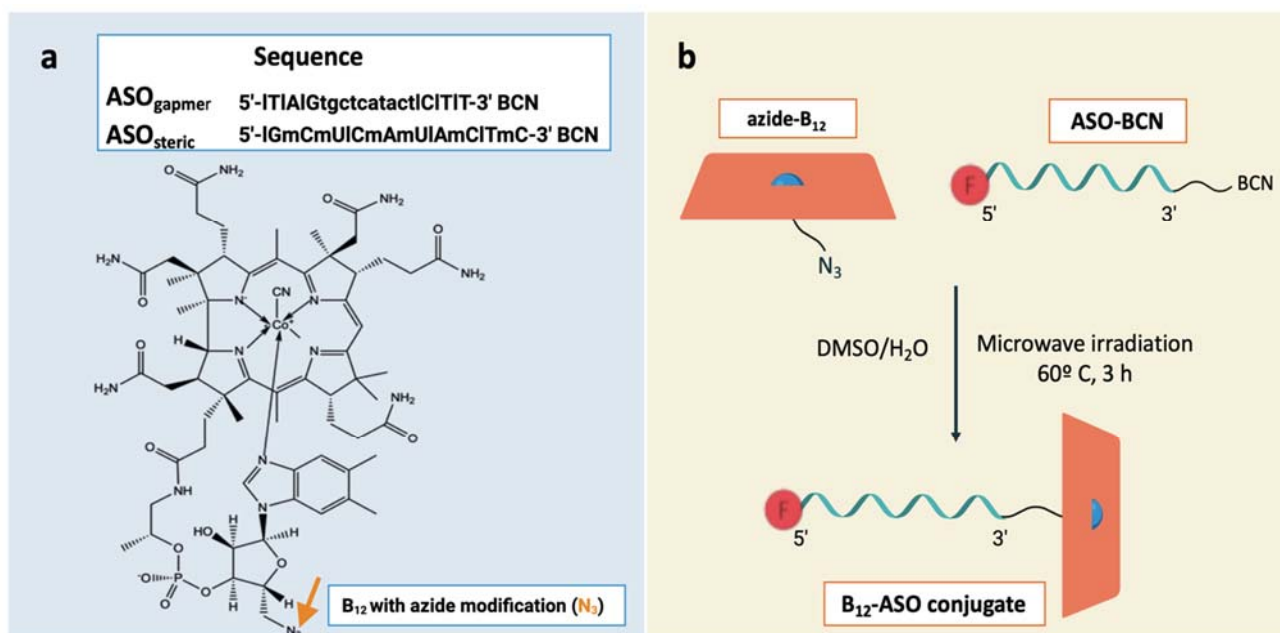 a
Sequence
ASOgapmer 5'-lTlAlGtgctcatactlClTlT-3' BCN
ASOsteric 5'-lGmCmUlCmAmUlAmClTmC-3' BCN
O
NH₂
O
NH₂
O
NH₂
H₂N
O
CN
N⁻
N
Co⁺
H
N
N
O
H₂N
NH₂
O
O
NH
N
N
HO
H
H
O
⁻O
P
O
O
O
H
H
N₃
B₁₂ with azide modification (N₃)
b
azide-B₁₂
ASO-BCN
F
BCN
5'
3'
N₃
DMSO/H₂O
Microwave irradiation
60º C, 3 h
F
5'
3'
B₁₂-ASO conjugate